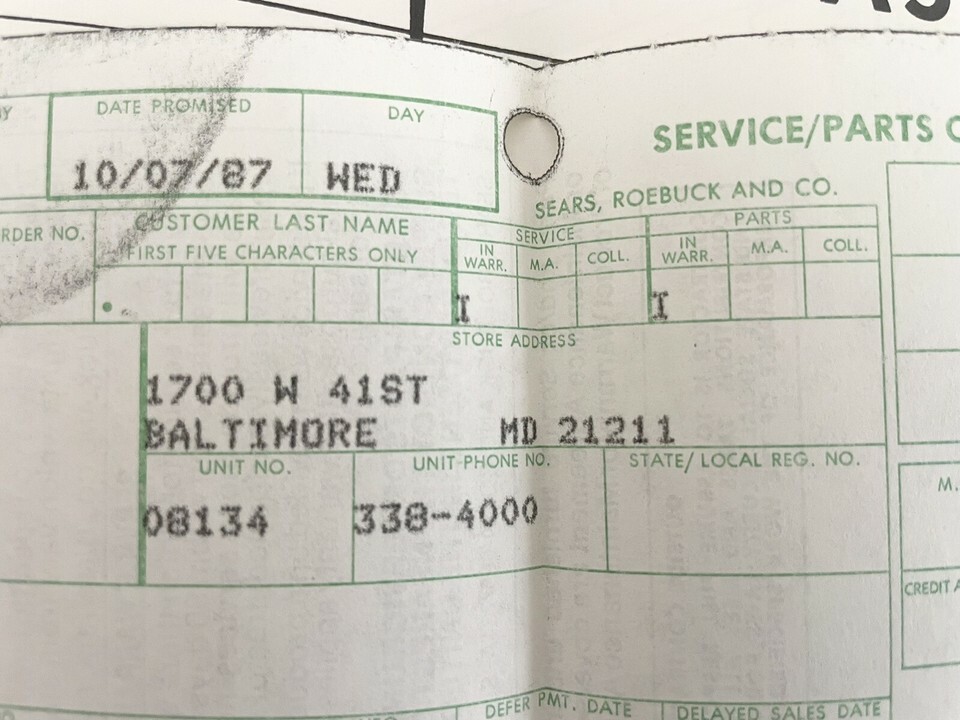 DATE PROMISED DAY
10/07/87 WED
SERVICE/PARTS
SEARS, ROEBUCK AND CO.
RDER NO. CUSTOMER LAST NAME SERVICE PARTS
FIRST FIVE CHARACTERS ONLY IN WARR. M.A. COLL. IN WARR. M.A. COLL.
I I
STORE ADDRESS
1700 W 41ST
BALTIMORE MD 21211
UNIT NO. UNIT PHONE NO. STATE/LOCAL REG. NO.
08134 338-4000
M.
CREDIT A
DEFER PMT. DATE DELAYED SALES DATE